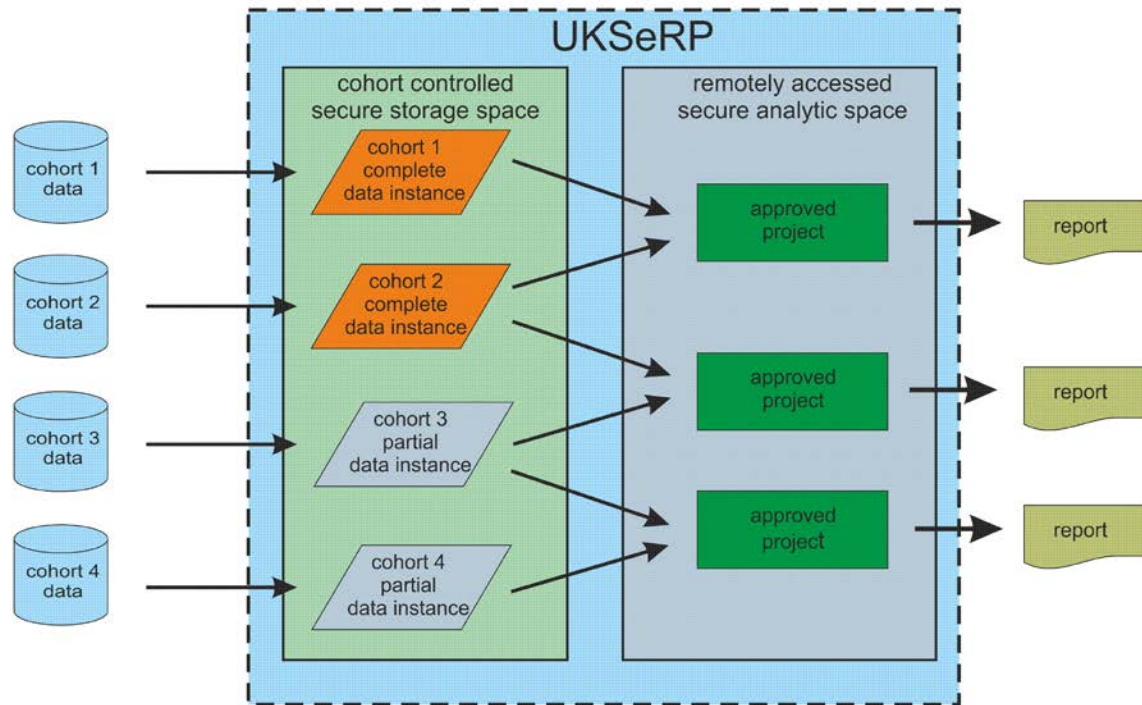 UKSeRP
cohort controlled
secure storage space
remotely accessed
secure analytic space
cohort 1
data
cohort 1
complete
data instance
approved
project
report
cohort 2
data
cohort 2
complete
data instance
approved
project
report
cohort 3
data
cohort 3
partial
data instance
approved
project
report
cohort 4
data
cohort 4
partial
data instance